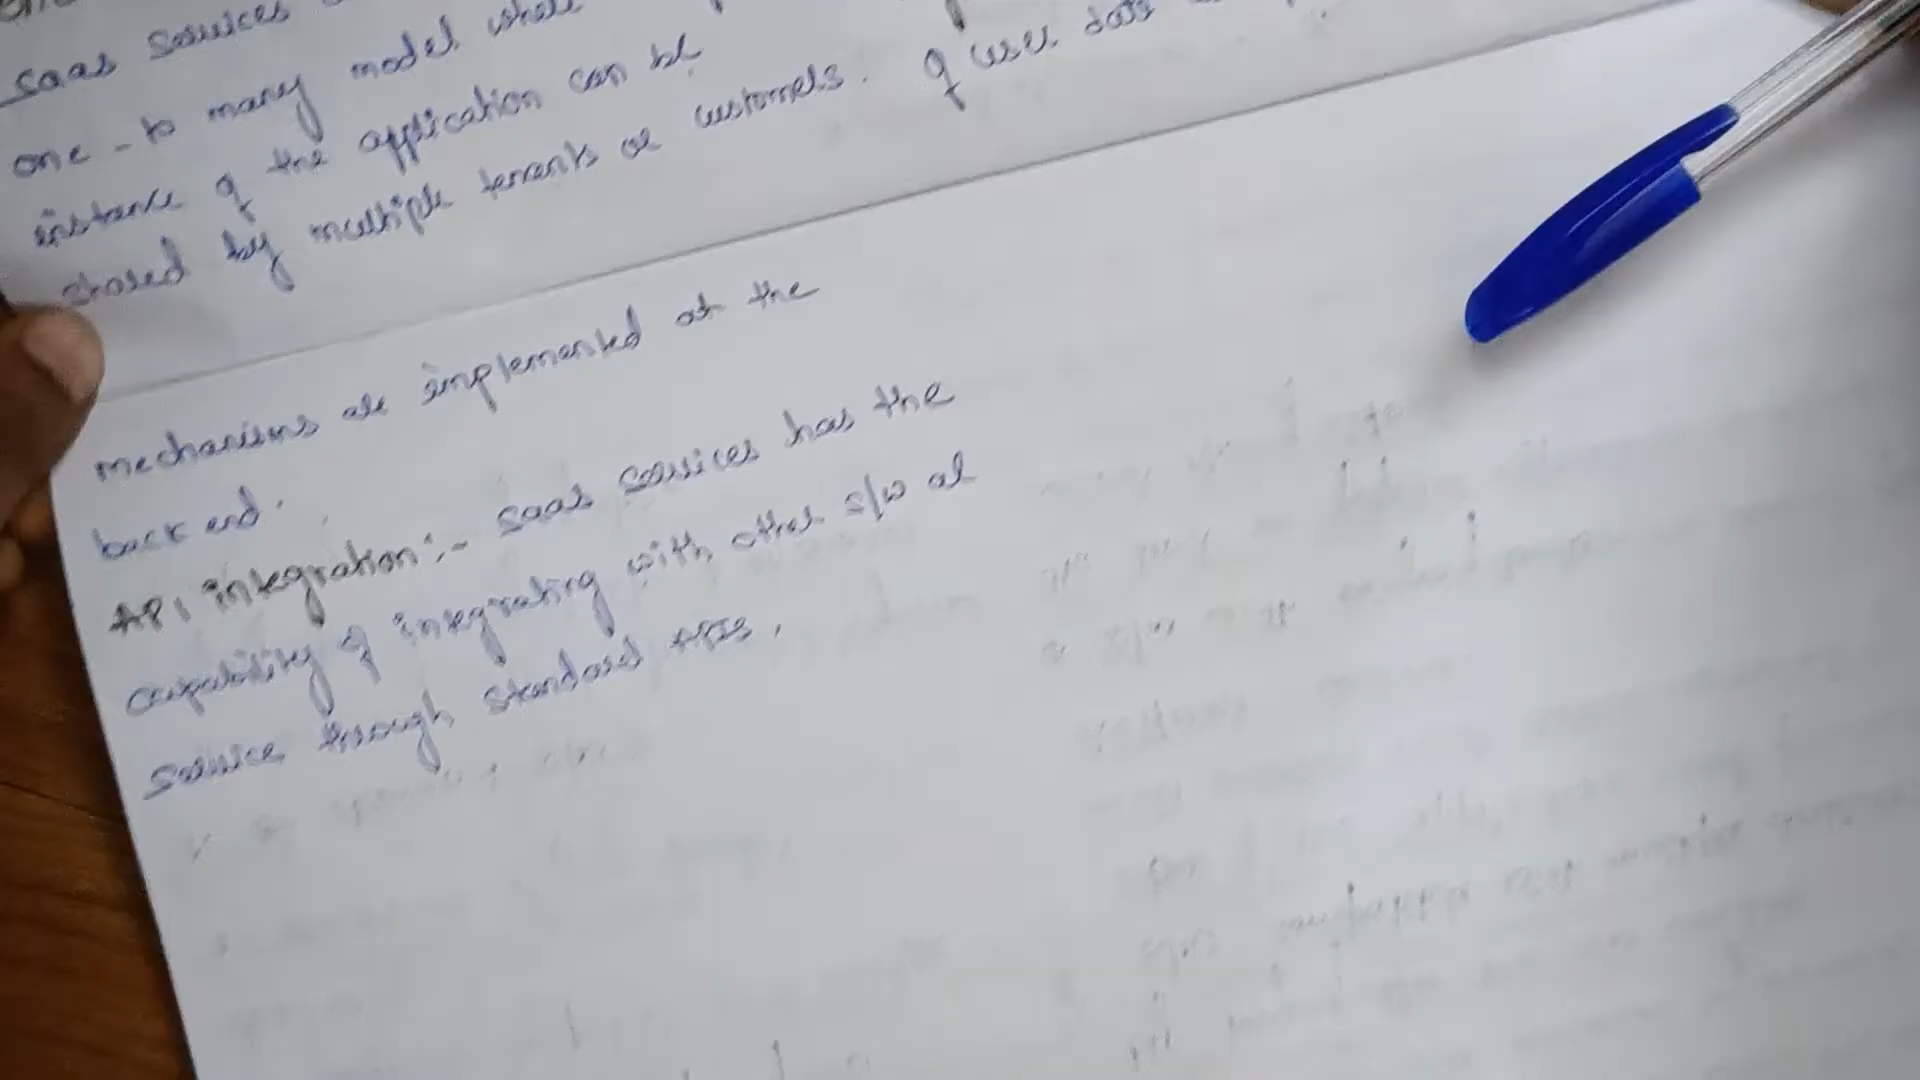 saas services
one - to many model where
instance of the application can be
shared by multiple tenants or customers.
of user data
mechanisms are implemented at the
back end.
API integration :- saas services has the
capability of integrating with other s/w or
service through standard APIs.